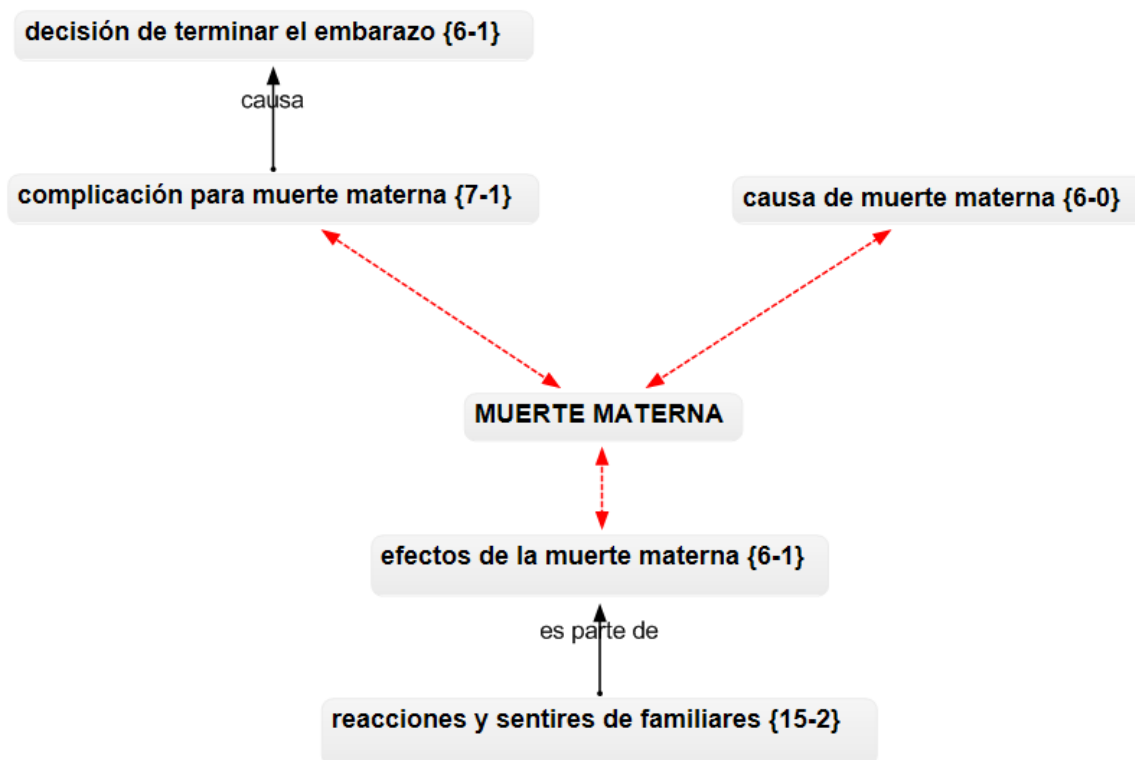 decisión de terminar el embarazo {6-1}
causa
complicación para muerte materna {7-1}
causa de muerte materna {6-0}
MUERTE MATERNA
efectos de la muerte materna {6-1}
es parte de
reacciones y sentires de familiares {15-2}